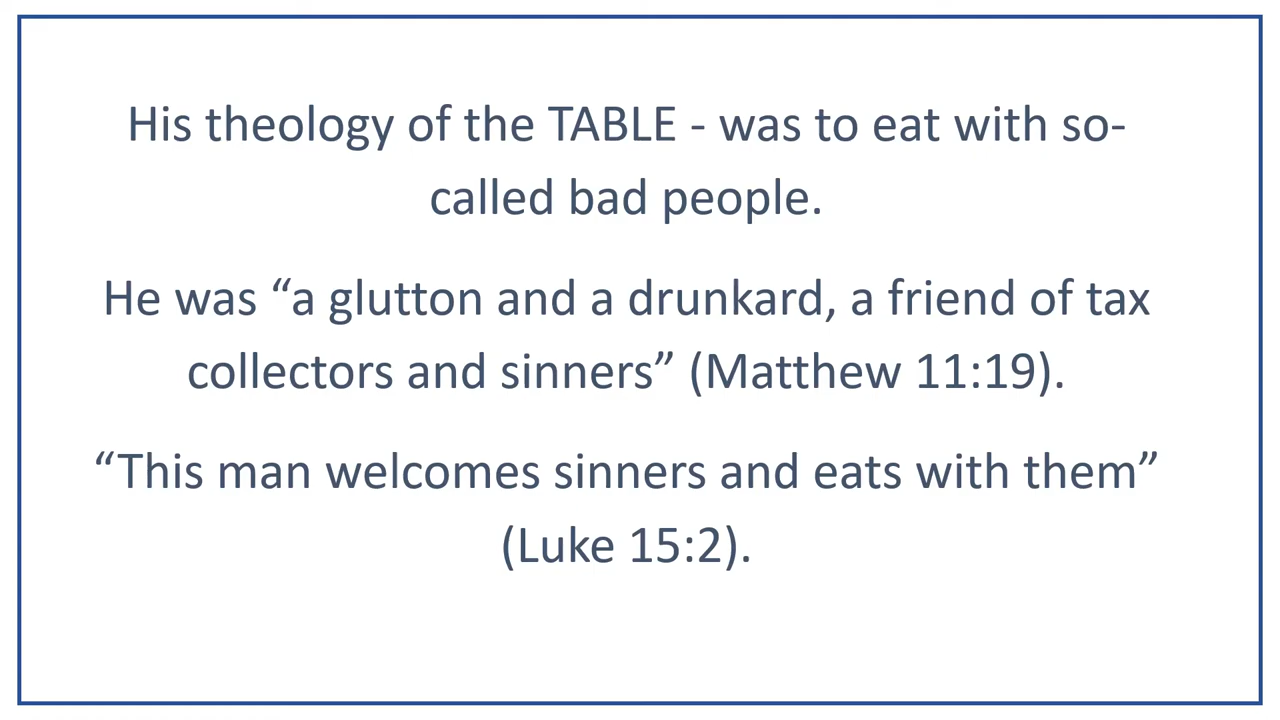 His theology of the TABLE - was to eat with so-
called bad people.
He was “a glutton and a drunkard, a friend of tax
collectors and sinners” (Matthew 11:19).
“This man welcomes sinners and eats with them”
(Luke 15:2).